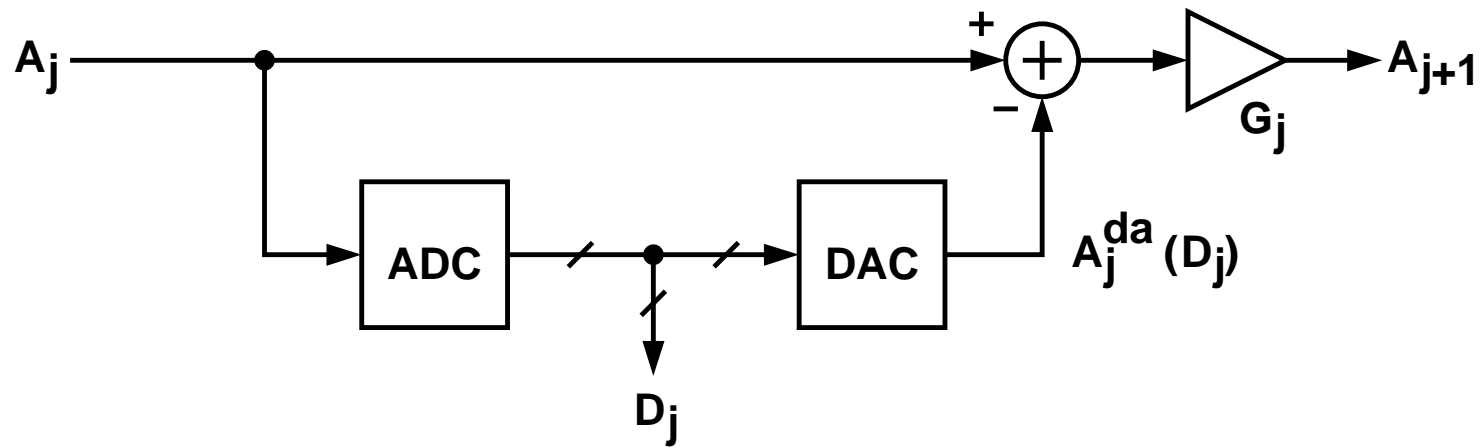 A_j
+
−
G_j
A_{j+1}
ADC
DAC
A_j^{da}(D_j)
D_j